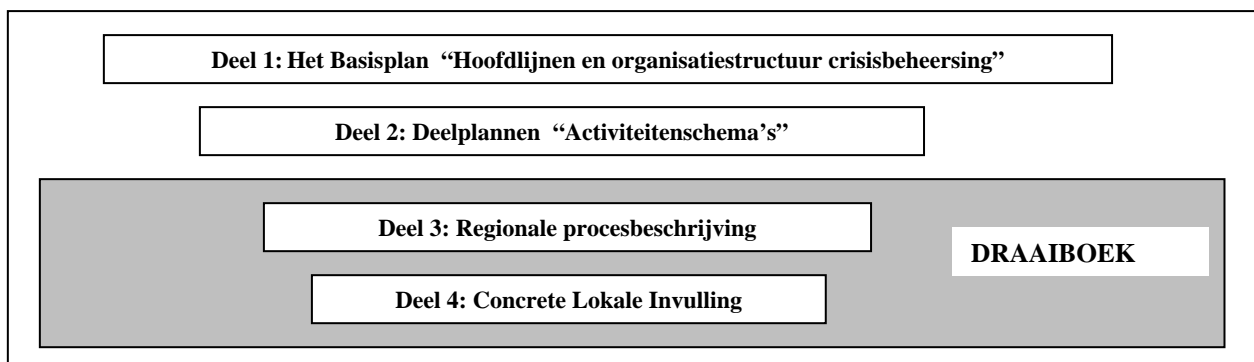 Deel 1: Het Basisplan “Hoofdlijnen en organisatiestructuur crisisbeheersing”
Deel 2: Deelplannen “Activiteitenschema’s”
Deel 3: Regionale procesbeschrijving
DRAAIBOEK
Deel 4: Concrete Lokale Invulling